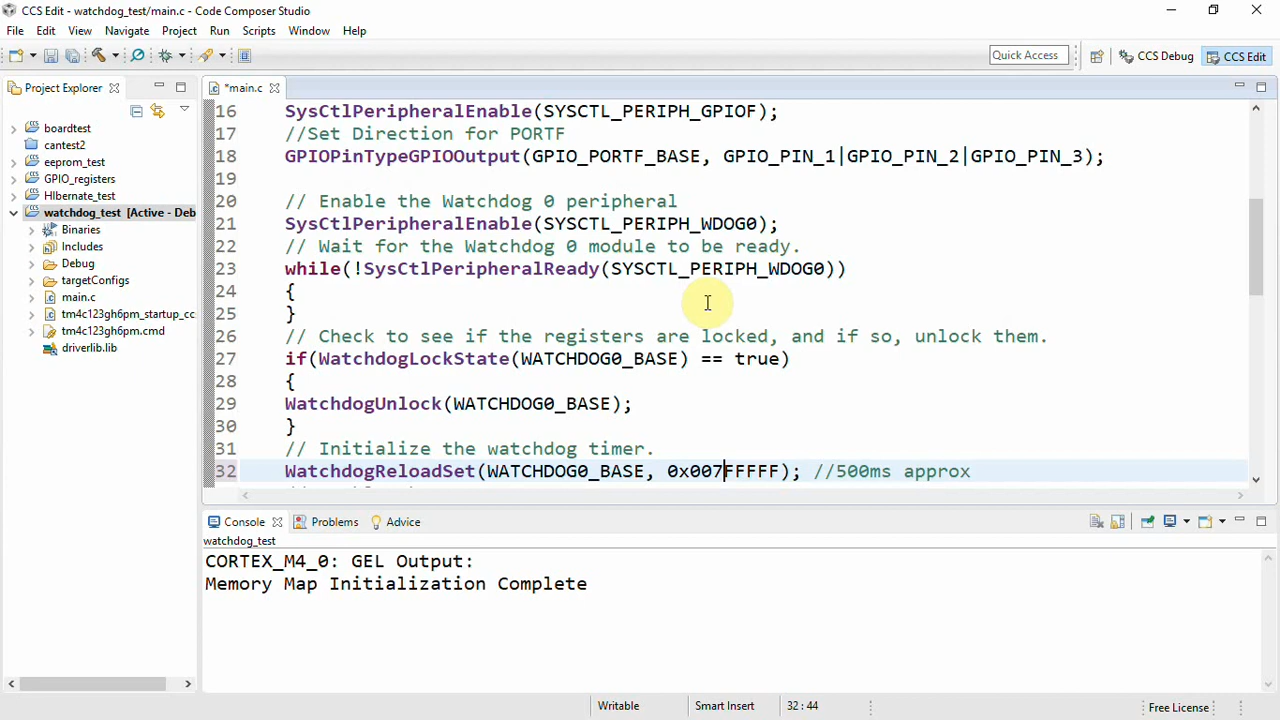 CCS Edit - watchdog_test/main.c - Code Composer Studio
File Edit View Navigate Project Run Scripts Window Help
Quick Access
CCS Debug
CCS Edit
Project Explorer
*main.c
boardtest
cantest2
eeprom_test
GPIO_registers
HIbernate_test
watchdog_test [Active - Deb
Binaries
Includes
Debug
targetConfigs
main.c
tm4c123gh6pm_startup_cc
tm4c123gh6pm.cmd
driverlib.lib
16 SysCtlPeripheralEnable(SYSCTL_PERIPH_GPIOF);
17 //Set Direction for PORTF
18 GPIOPinTypeGPIOOutput(GPIO_PORTF_BASE, GPIO_PIN_1|GPIO_PIN_2|GPIO_PIN_3);
19
20 // Enable the Watchdog 0 peripheral
21 SysCtlPeripheralEnable(SYSCTL_PERIPH_WDOG0);
22 // Wait for the Watchdog 0 module to be ready.
23 while(!SysCtlPeripheralReady(SYSCTL_PERIPH_WDOG0))
24 {
25 }
26 // Check to see if the registers are locked, and if so, unlock them.
27 if(WatchdogLockState(WATCHDOG0_BASE) == true)
28 {
29 WatchdogUnlock(WATCHDOG0_BASE);
30 }
31 // Initialize the watchdog timer.
32 WatchdogReloadSet(WATCHDOG0_BASE, 0x007FFFFF); //500ms approx
Console Problems Advice
watchdog_test
CORTEX_M4_0: GEL Output:
Memory Map Initialization Complete
Writable
Smart Insert
32 : 44
Free License